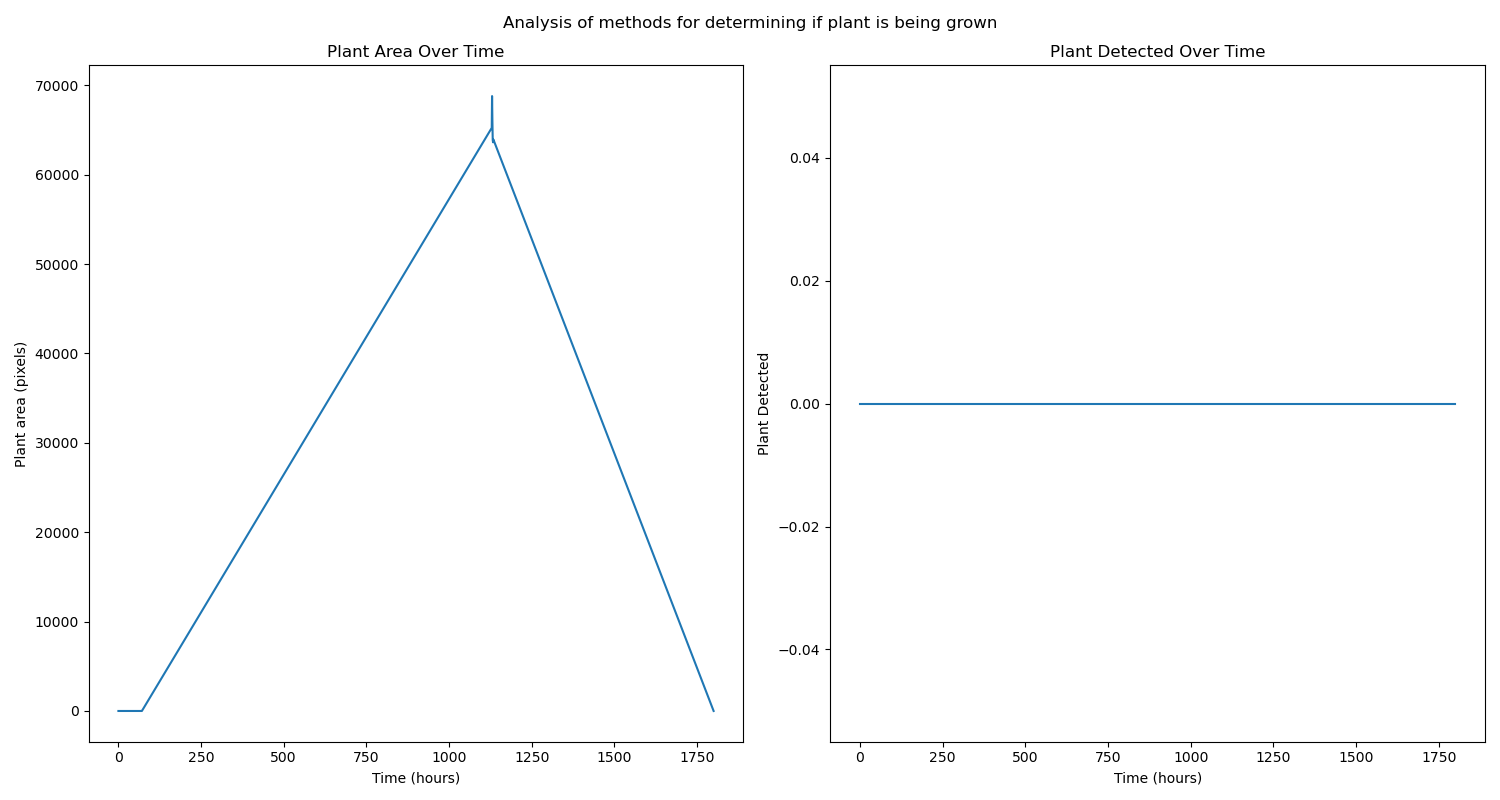 Analysis of methods for determining if plant is being grown
Plant Area Over Time
70000
60000
50000
40000
30000
20000
10000
0
Plant area (pixels)
0 250 500 750 1000 1250 1500 1750
Time (hours)
Plant Detected Over Time
0.04
0.02
0.00
−0.02
−0.04
Plant Detected
0 250 500 750 1000 1250 1500 1750
Time (hours)